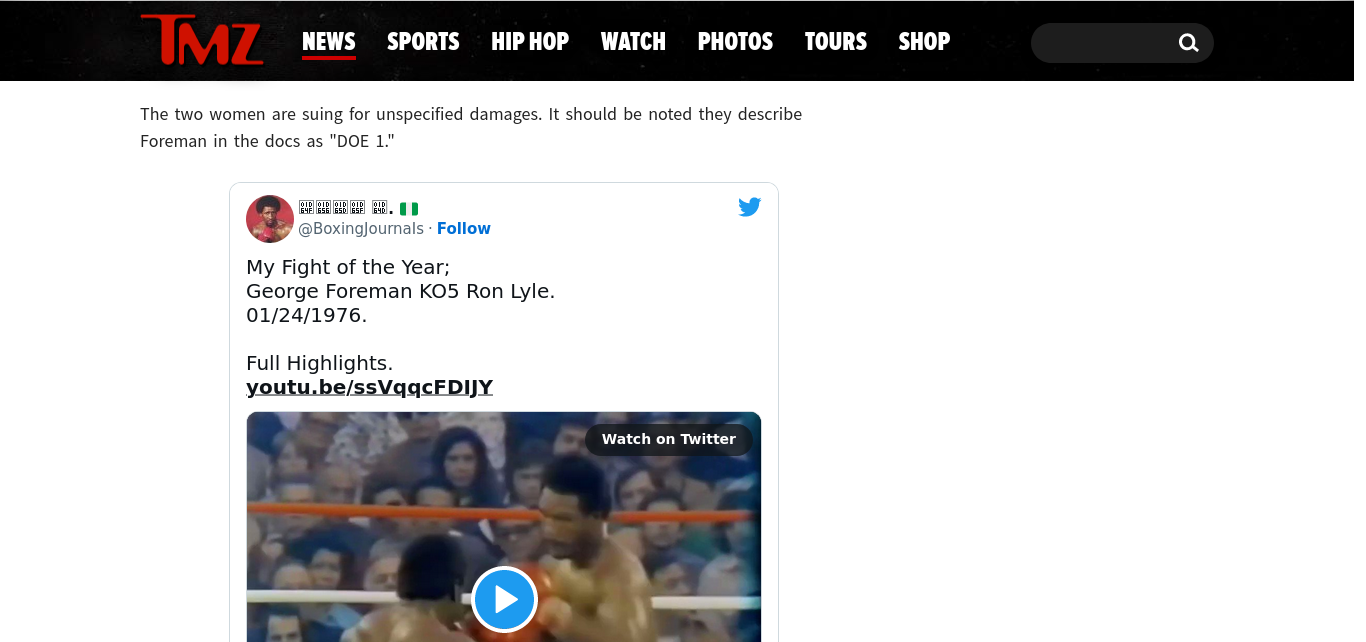 TMZ
NEWS SPORTS HIP HOP WATCH PHOTOS TOURS SHOP
The two women are suing for unspecified damages. It should be noted they describe
Foreman in the docs as "DOE 1."
@BoxingJournals · Follow
My Fight of the Year;
George Foreman KO5 Ron Lyle.
01/24/1976.
Full Highlights.
youtu.be/ssVqqcFDIJY
Watch on Twitter